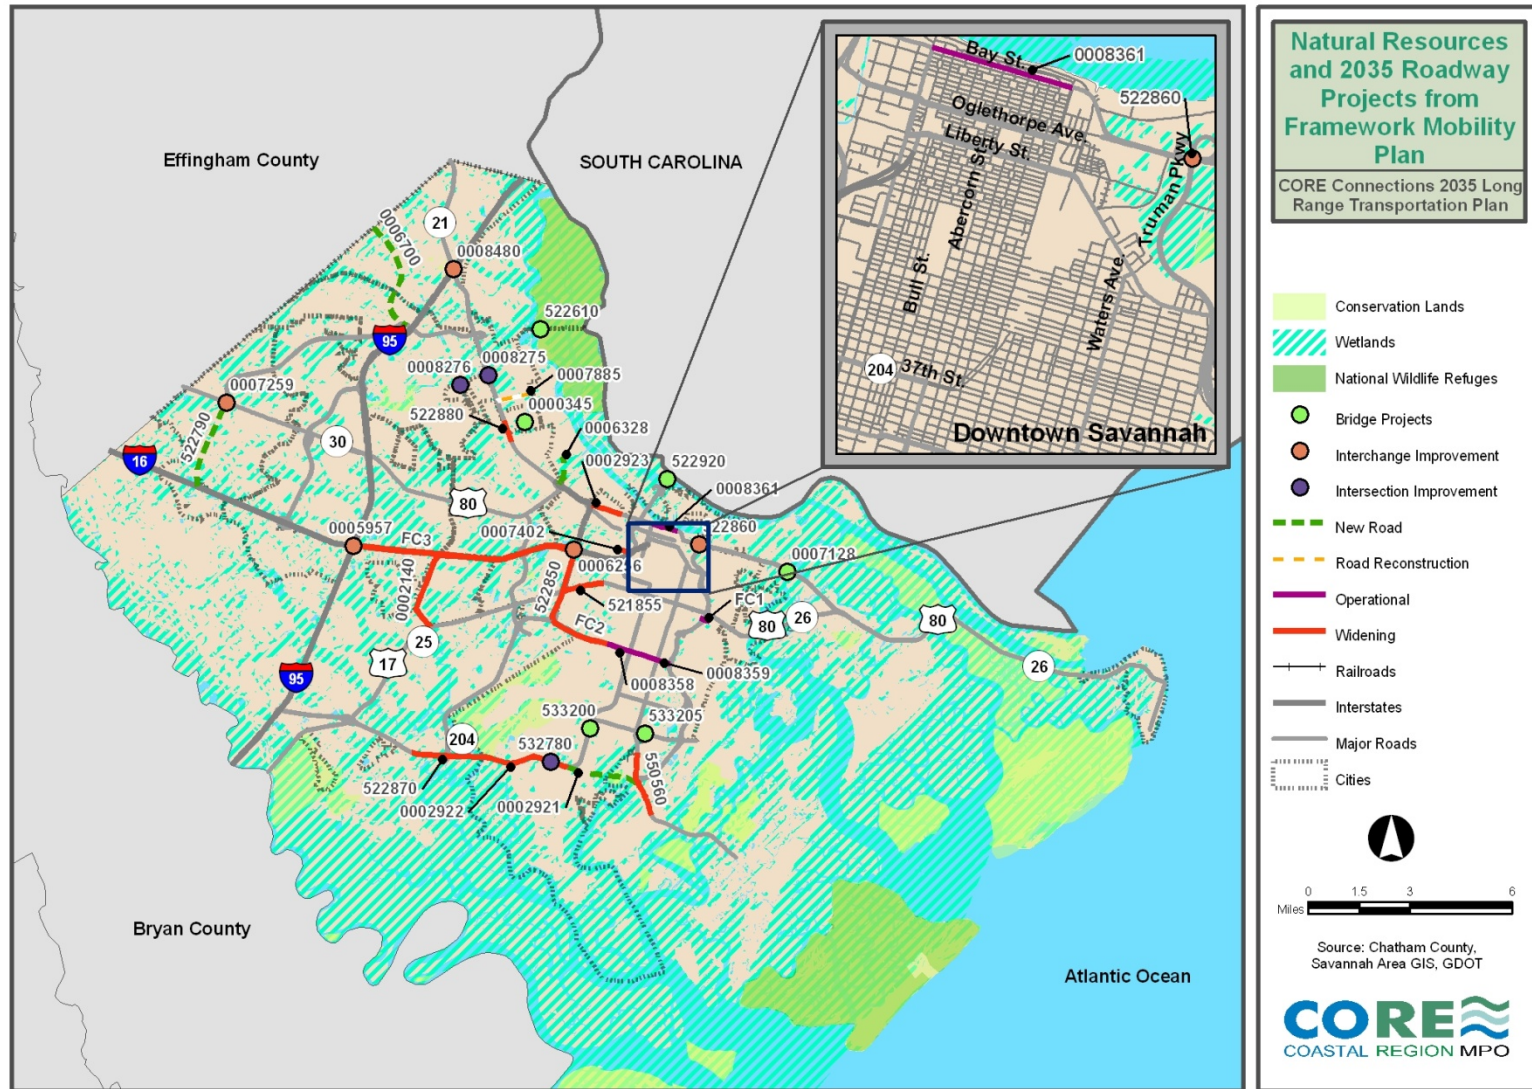 Natural Resources
and 2035 Roadway
Projects from
Framework Mobility
Plan
CORE Connections 2035 Long
Range Transportation Plan
Conservation Lands
Wetlands
National Wildlife Refuges
Bridge Projects
Interchange Improvement
Intersection Improvement
New Road
Road Reconstruction
Operational
Widening
Railroads
Interstates
Major Roads
Cities
0 1.5 3 6
Miles
Source: Chatham County,
Savannah Area GIS, GDOT
CORE
COASTAL REGION MPO
Effingham County
SOUTH CAROLINA
Bryan County
Atlantic Ocean
Bay St.
0008361
522860
Oglethorpe Ave.
Liberty St.
Abercorn St.
Truman Pkwy
Bull St.
Waters Ave.
204
37th St.
Downtown Savannah
21
0006700
0008480
522610
95
0008275
0008276
0007885
0007259
0000345
522880
522790
30
0006328
0002923
16
522920
80
0008361
0005957
FC3
0007402
22860
0006256
0007128
0002140
522850
521855
FC1
80
26
80
25
FC2
17
26
95
0008358
0008359
533200
533205
204
532780
550560
522870
0002922
0002921